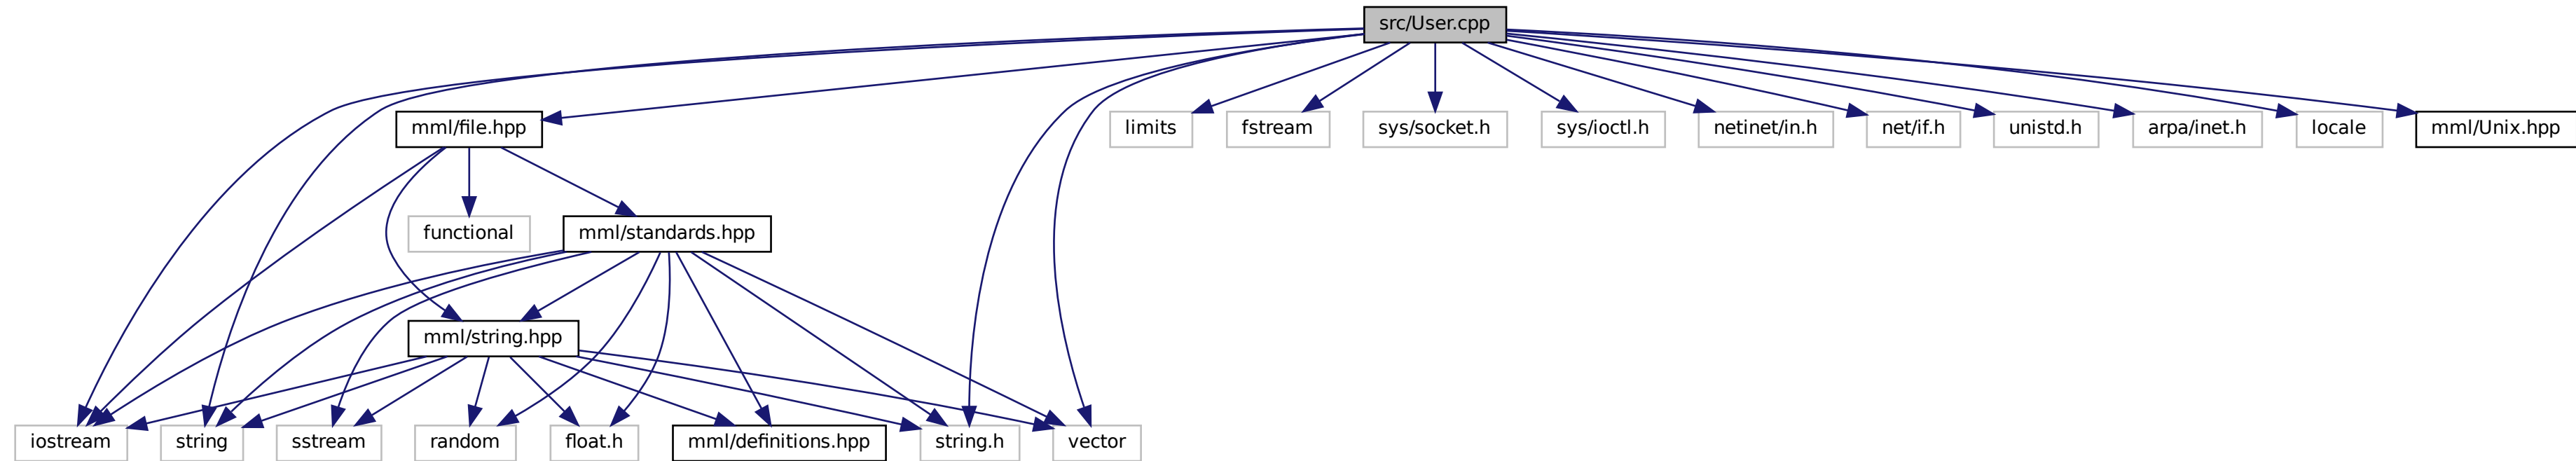 src/User.cpp
mml/file.hpp
limits
fstream
sys/socket.h
sys/ioctl.h
netinet/in.h
net/if.h
unistd.h
arpa/inet.h
locale
mml/Unix.hpp
functional
mml/standards.hpp
mml/string.hpp
iostream
string
sstream
random
float.h
mml/definitions.hpp
string.h
vector